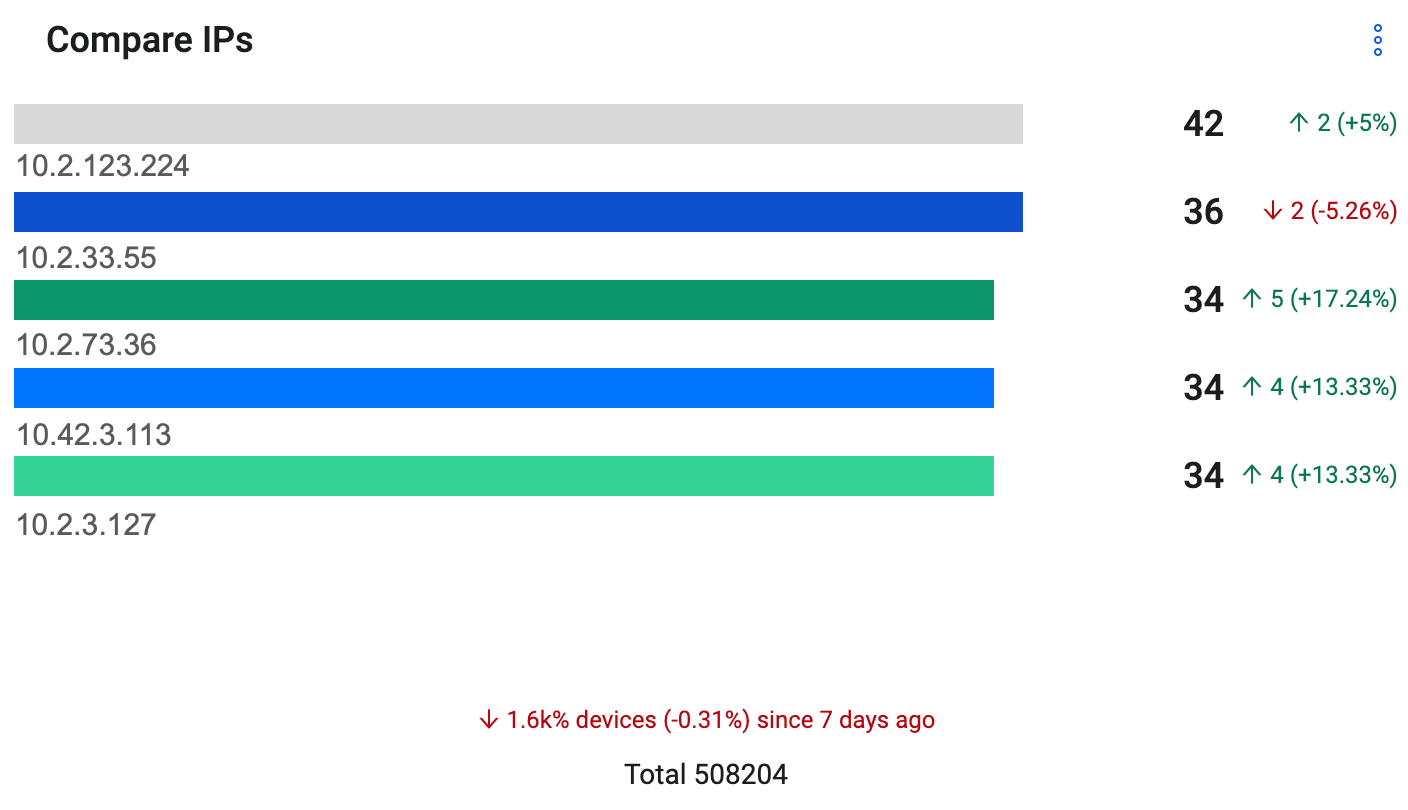 Compare IPs
42 ↑ 2 (+5%)
10.2.123.224
36 ↓ 2 (-5.26%)
10.2.33.55
34 ↑ 5 (+17.24%)
10.2.73.36
34 ↑ 4 (+13.33%)
10.42.3.113
34 ↑ 4 (+13.33%)
10.2.3.127
↓ 1.6k% devices (-0.31%) since 7 days ago
Total 508204